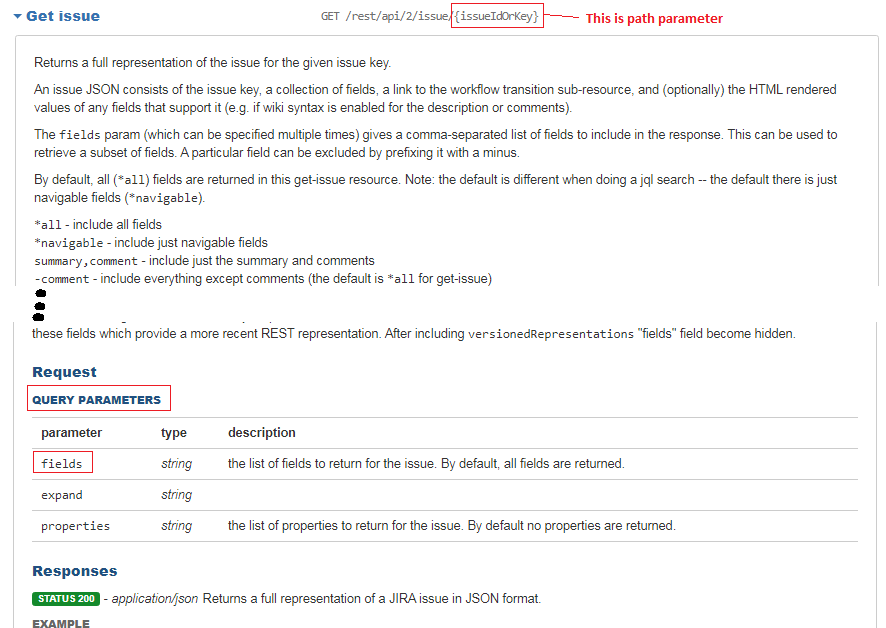 Get issue GET /rest/api/2/issue/{issueIdOrKey} This is path parameter
Returns a full representation of the issue for the given issue key.
An issue JSON consists of the issue key, a collection of fields, a link to the workflow transition sub-resource, and (optionally) the HTML rendered
values of any fields that support it (e.g. if wiki syntax is enabled for the description or comments).
The fields param (which can be specified multiple times) gives a comma-separated list of fields to include in the response. This can be used to
retrieve a subset of fields. A particular field can be excluded by prefixing it with a minus.
By default, all (*all) fields are returned in this get-issue resource. Note: the default is different when doing a jql search -- the default there is just
navigable fields (*navigable).
*all - include all fields
*navigable - include just navigable fields
summary,comment - include just the summary and comments
-comment - include everything except comments (the default is *all for get-issue)
these fields which provide a more recent REST representation. After including versionedRepresentations "fields" field become hidden.
Request
QUERY PARAMETERS
parameter type description
fields string the list of fields to return for the issue. By default, all fields are returned.
expand string
properties string the list of properties to return for the issue. By default no properties are returned.
Responses
STATUS 200 - application/json Returns a full representation of a JIRA issue in JSON format.
EXAMPLE